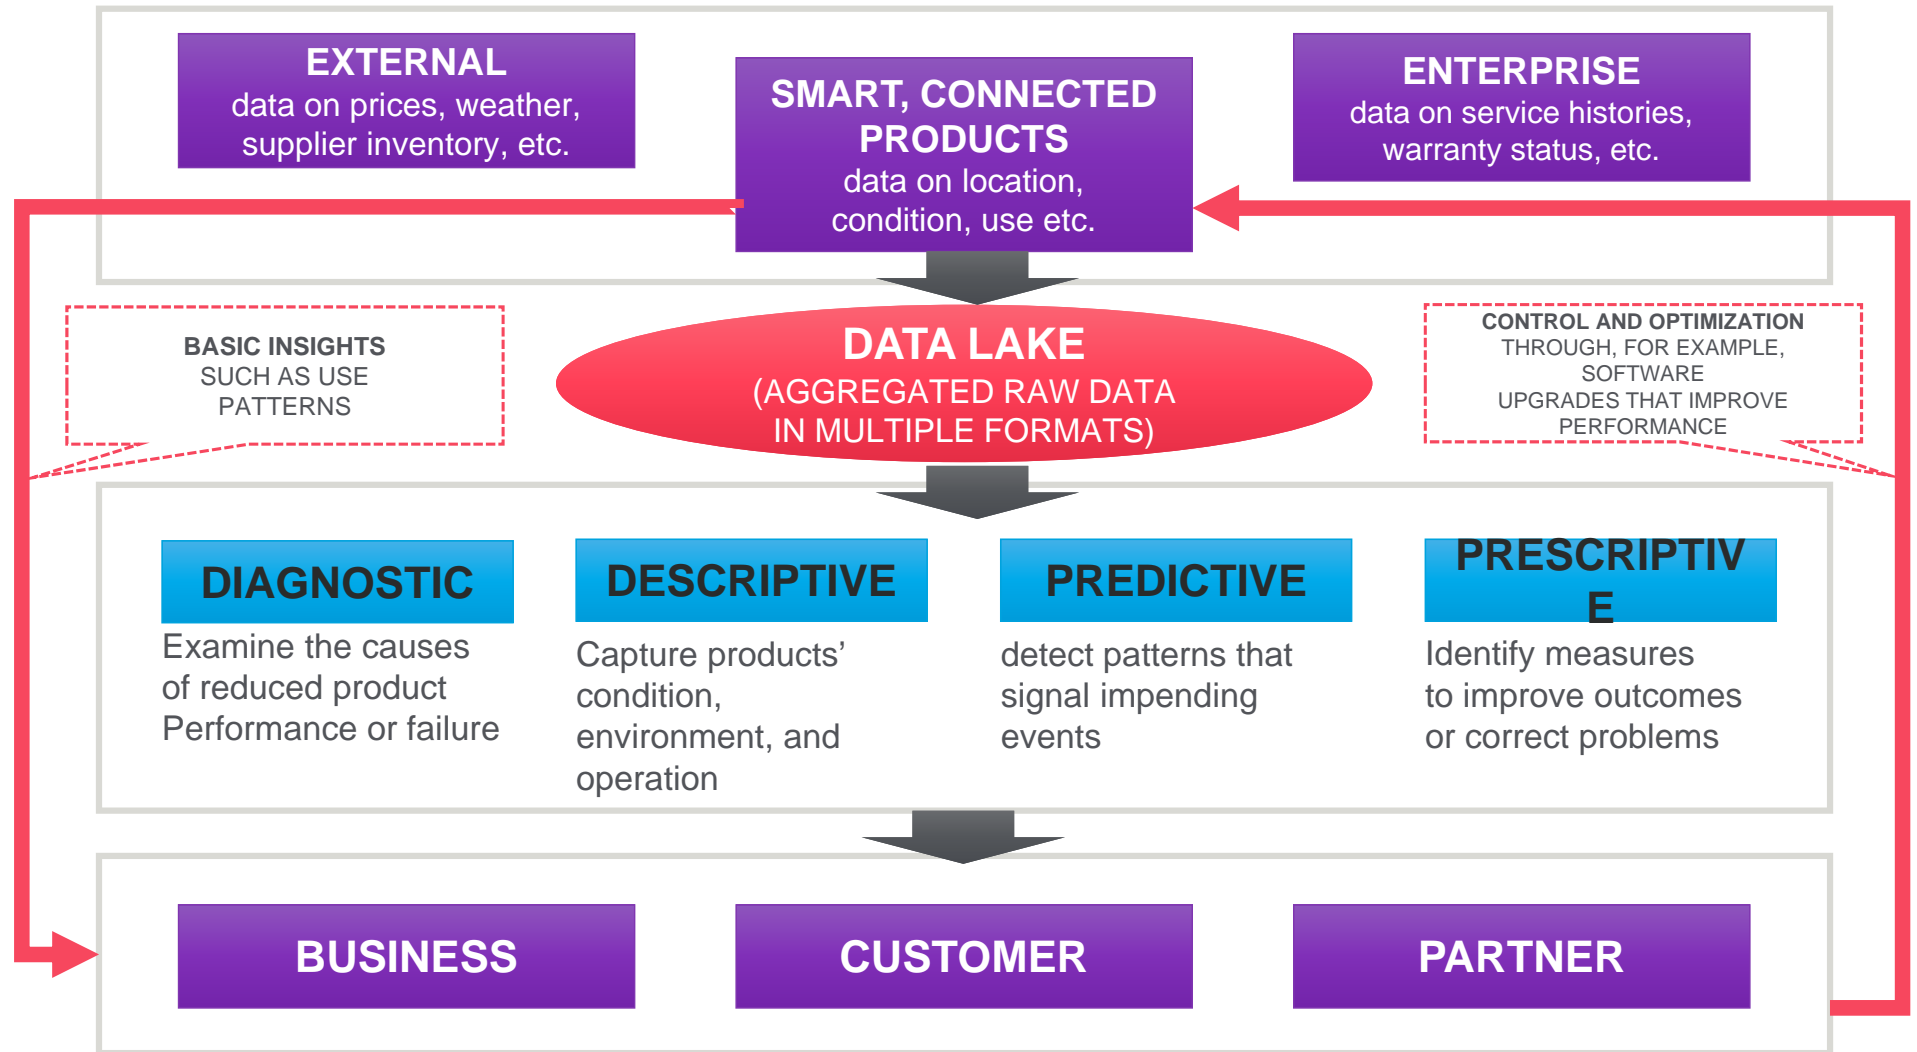 EXTERNAL
data on prices, weather,
supplier inventory, etc.
SMART, CONNECTED
PRODUCTS
data on location,
condition, use etc.
ENTERPRISE
data on service histories,
warranty status, etc.
BASIC INSIGHTS
SUCH AS USE
PATTERNS
DATA LAKE
(AGGREGATED RAW DATA
IN MULTIPLE FORMATS)
CONTROL AND OPTIMIZATION
THROUGH, FOR EXAMPLE,
SOFTWARE
UPGRADES THAT IMPROVE
PERFORMANCE
DIAGNOSTIC
Examine the causes
of reduced product
Performance or failure
DESCRIPTIVE
Capture products’
condition,
environment, and
operation
PREDICTIVE
detect patterns that
signal impending
events
PRESCRIPTIV
E
Identify measures
to improve outcomes
or correct problems
BUSINESS
CUSTOMER
PARTNER